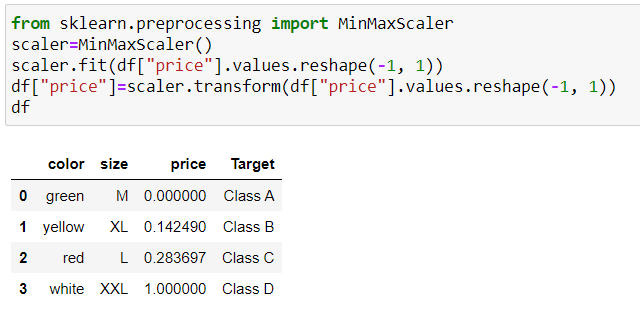 from sklearn.preprocessing import MinMaxScaler
scaler=MinMaxScaler()
scaler.fit(df["price"].values.reshape(-1, 1))
df["price"]=scaler.transform(df["price"].values.reshape(-1, 1))
df
color size price Target
0 green M 0.000000 Class A
1 yellow XL 0.142490 Class B
2 red L 0.283697 Class C
3 white XXL 1.000000 Class D